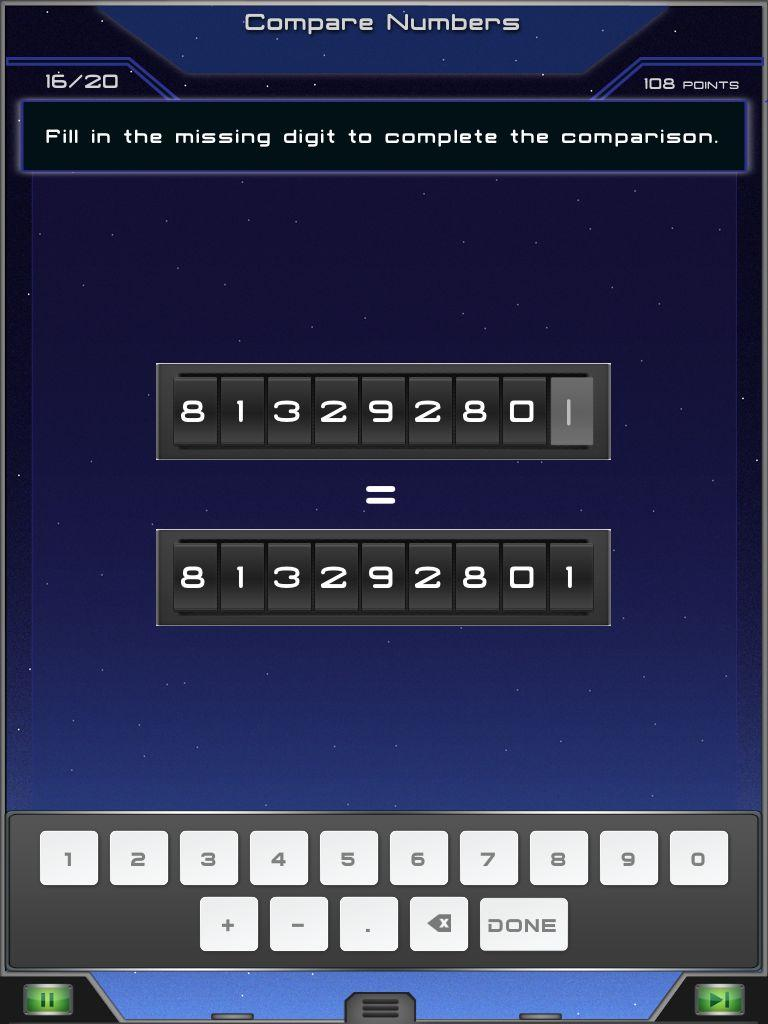 Compare Numbers
16/20
108 POINTS
Fill in the missing digit to complete the comparison.
8 1 3 2 9 2 8 0
=
8 1 3 2 9 2 8 0 1
1 2 3 4 5 6 7 8 9 0
+ - . x DONE